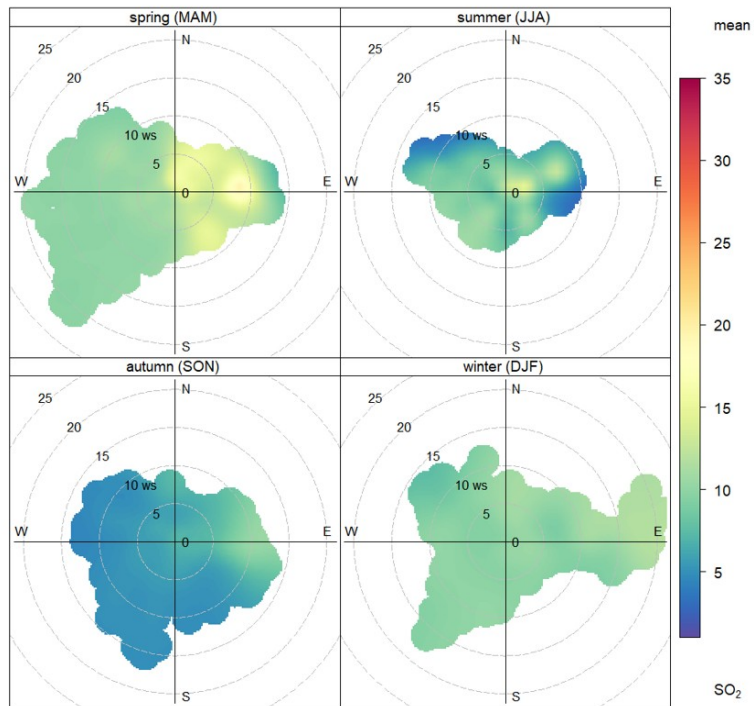 spring (MAM)
25
20
15
10 ws
5
0
N
W
E
S
summer (JJA)
25
20
15
10 ws
5
0
N
W
E
S
autumn (SON)
25
20
15
10 ws
5
0
N
W
E
S
winter (DJF)
25
20
15
10 ws
5
0
N
W
E
S
mean
35
30
25
20
15
10
5
SO₂